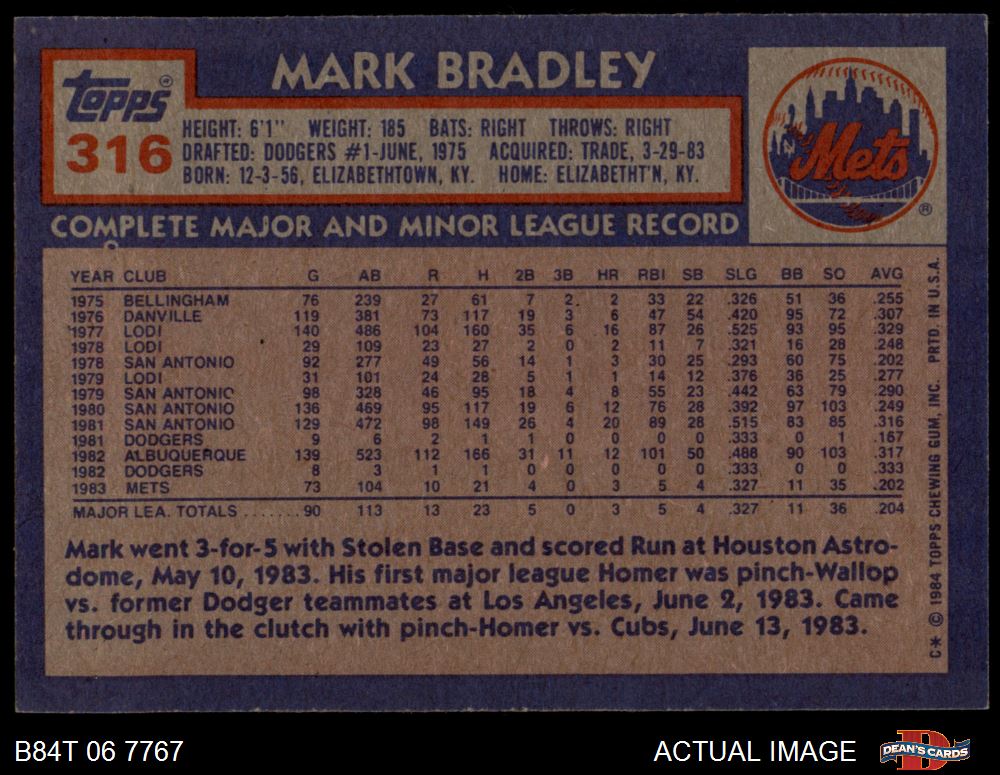 Topps®
316
MARK BRADLEY
HEIGHT: 6'1" WEIGHT: 185 BATS: RIGHT THROWS: RIGHT
DRAFTED: DODGERS #1-JUNE, 1975 ACQUIRED: TRADE, 3-29-83
BORN: 12-3-56, ELIZABETHTOWN, KY. HOME: ELIZABETHT'N, KY.
Mets ®
COMPLETE MAJOR AND MINOR LEAGUE RECORD
YEAR CLUB G AB R H 2B 3B HR RBI SB SLG BB SO AVG
1975 BELLINGHAM 76 239 27 61 7 2 2 33 22 .326 51 36 .255
1976 DANVILLE 119 381 73 117 19 3 6 47 54 .420 95 72 .307
1977 LODI 140 486 104 160 35 6 16 87 26 .525 93 95 .329
1978 LODI 29 109 23 27 2 0 2 11 7 .321 16 28 .248
1978 SAN ANTONIO 92 277 49 56 14 1 3 30 25 .293 60 75 .202
1979 LODI 31 101 24 28 5 1 1 14 12 .376 36 25 .277
1979 SAN ANTONIO 98 328 46 95 18 4 8 55 23 .442 63 79 .290
1980 SAN ANTONIO 136 469 95 117 19 6 12 76 28 .392 97 103 .249
1981 SAN ANTONIO 129 472 98 149 26 4 20 89 28 .515 83 85 .316
1981 DODGERS 9 6 2 1 1 0 0 0 0 .333 0 1 .167
1982 ALBUQUERQUE 139 523 112 166 31 11 12 101 50 .488 90 103 .317
1982 DODGERS 8 3 1 1 0 0 0 0 0 .333 0 0 .333
1983 METS 73 104 10 21 4 0 3 5 4 .327 11 35 .202
MAJOR LEA. TOTALS ....... 90 113 13 23 5 0 3 5 4 .327 11 36 .204
Mark went 3-for-5 with Stolen Base and scored Run at Houston Astro-
dome, May 10, 1983. His first major league Homer was pinch-Wallop
vs. former Dodger teammates at Los Angeles, June 2, 1983. Came
through in the clutch with pinch-Homer vs. Cubs, June 13, 1983.
C* © 1984 TOPPS CHEWING GUM, INC. PRTD. IN U.S.A.
B84T 06 7767
ACTUAL IMAGE
D
DEAN'S CARDS